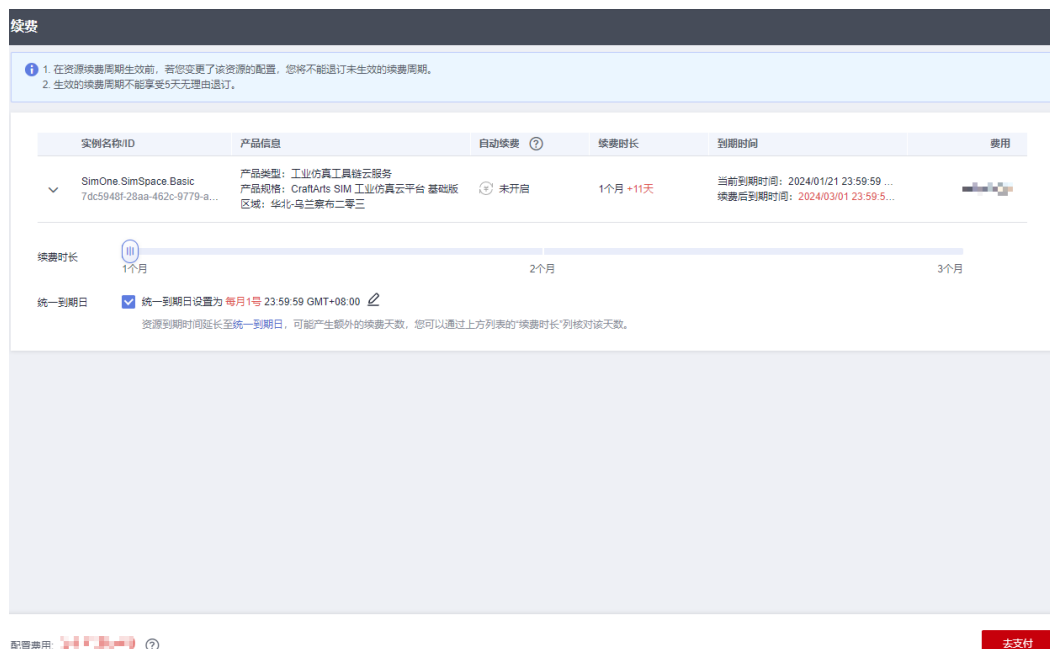 续费
1. 在资源续费周期生效前，若您变更了该资源的配置，您将不能退订未生效的续费周期。
2. 生效的续费周期不能享受5天无理由退订。
实例名称/ID 产品信息 自动续费 续费时长 到期时间 费用
SimOne.SimSpace.Basic
7dc5948f-28aa-462c-9779-a...
产品类型：工业仿真工具链云服务
产品规格：CraftArts SIM 工业仿真云平台 基础版
区域：华北-乌兰察布二零三
未开启
1个月 +11天
当前到期时间：2024/01/21 23:59:59 ...
续费后到期时间：2024/03/01 23:59:5...
续费时长
1个月 2个月 3个月
统一到期日 统一到期日设置为 每月1号 23:59:59 GMT+08:00
资源到期时间延长至统一到期日，可能产生额外的续费天数，您可以通过上方列表的“续费时长”列核对该天数。
配置费用:
去支付